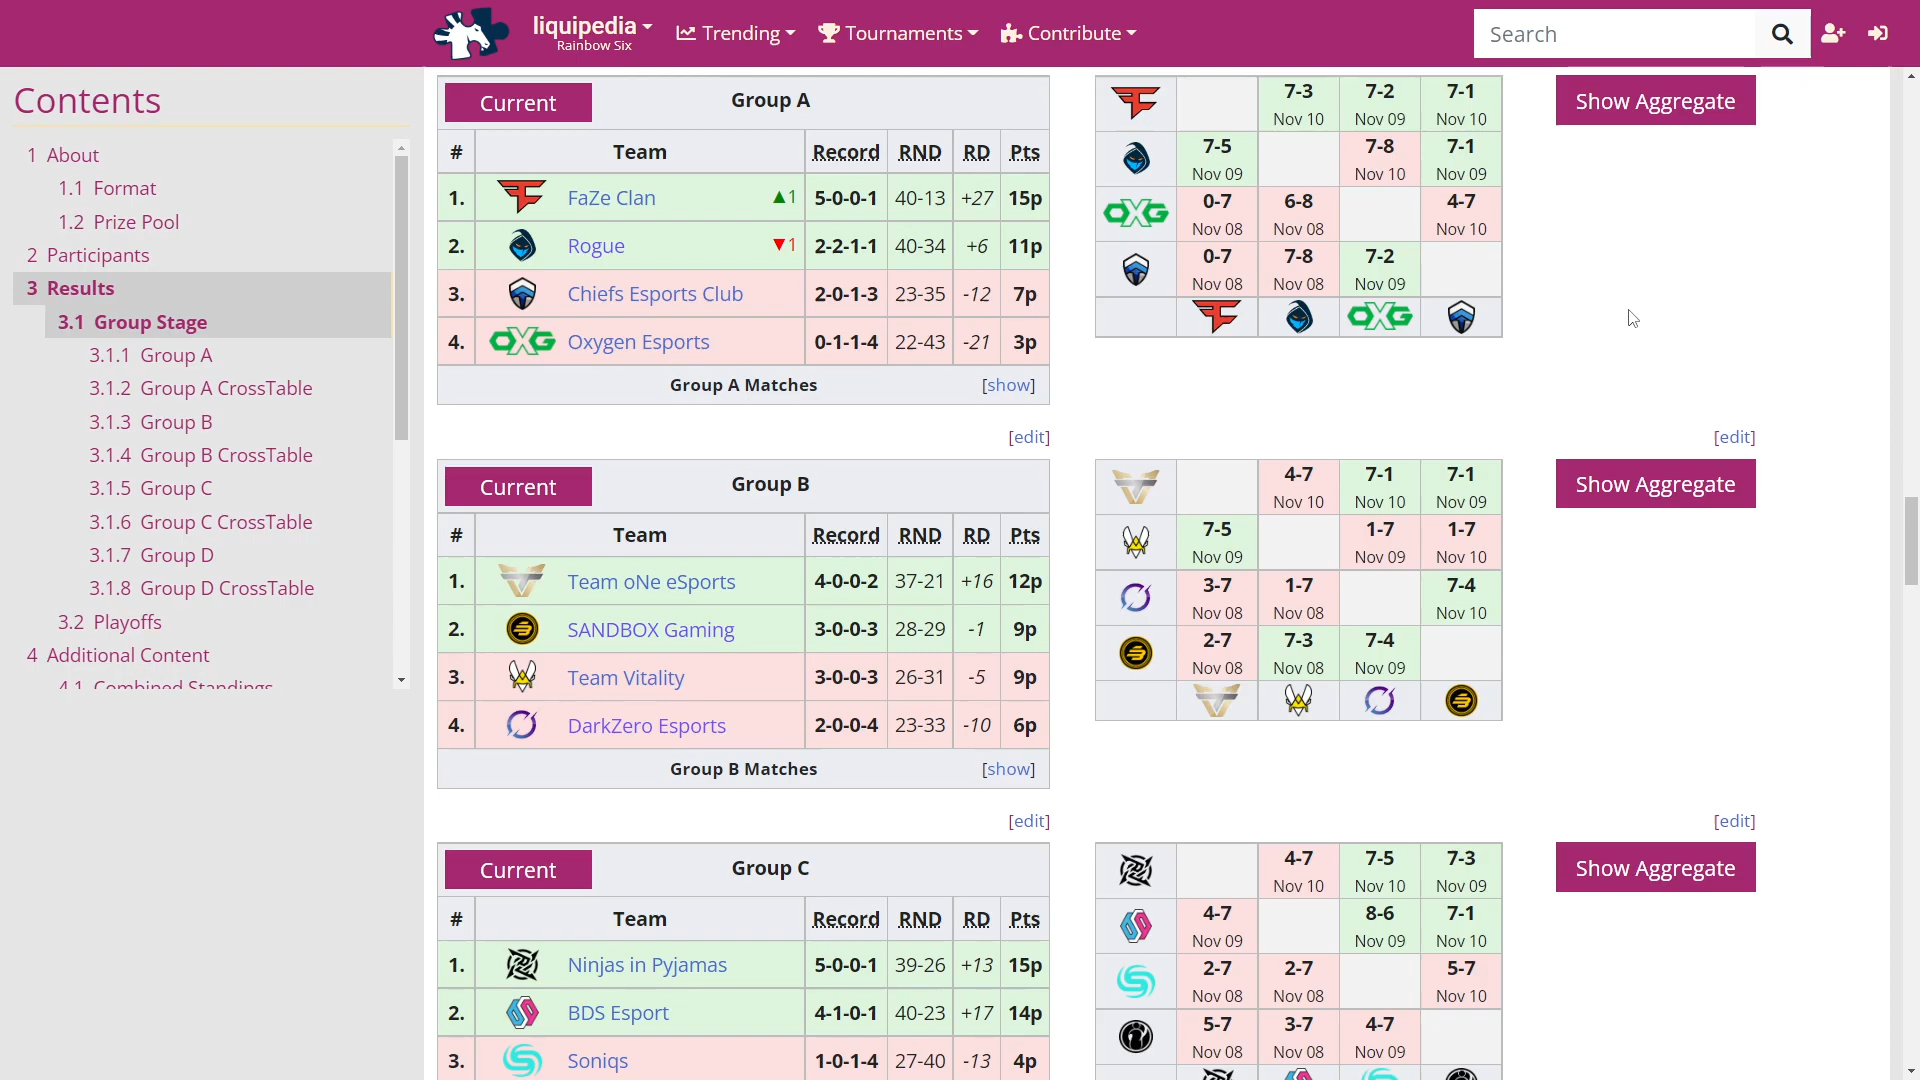 liquipedia
Rainbow Six
Trending
Tournaments
Contribute
Search
Contents
1 About
1.1 Format
1.2 Prize Pool
2 Participants
3 Results
3.1 Group Stage
3.1.1 Group A
3.1.2 Group A CrossTable
3.1.3 Group B
3.1.4 Group B CrossTable
3.1.5 Group C
3.1.6 Group C CrossTable
3.1.7 Group D
3.1.8 Group D CrossTable
3.2 Playoffs
4 Additional Content
4.1 Combined Standings
Current Group A
# Team Record RND RD Pts
1. FaZe Clan ▲1 5-0-0-1 40-13 +27 15p
2. Rogue ▼1 2-2-1-1 40-34 +6 11p
3. Chiefs Esports Club 2-0-1-3 23-35 -12 7p
4. OXG Oxygen Esports 0-1-1-4 22-43 -21 3p
Group A Matches [show]
7-3 7-2 7-1
Nov 10 Nov 09 Nov 10
7-5 7-8 7-1
Nov 09 Nov 10 Nov 09
OXG 0-7 6-8 4-7
Nov 08 Nov 08 Nov 10
0-7 7-8 7-2
Nov 08 Nov 08 Nov 09
OXG
Show Aggregate
[edit] [edit]
Current Group B
# Team Record RND RD Pts
1. Team oNe eSports 4-0-0-2 37-21 +16 12p
2. SANDBOX Gaming 3-0-0-3 28-29 -1 9p
3. Team Vitality 3-0-0-3 26-31 -5 9p
4. DarkZero Esports 2-0-0-4 23-33 -10 6p
Group B Matches [show]
4-7 7-1 7-1
Nov 10 Nov 10 Nov 09
7-5 1-7 1-7
Nov 09 Nov 09 Nov 10
3-7 1-7 7-4
Nov 08 Nov 08 Nov 10
2-7 7-3 7-4
Nov 08 Nov 08 Nov 09
Show Aggregate
[edit] [edit]
Current Group C
# Team Record RND RD Pts
1. Ninjas in Pyjamas 5-0-0-1 39-26 +13 15p
2. BDS Esport 4-1-0-1 40-23 +17 14p
3. Soniqs 1-0-1-4 27-40 -13 4p
4-7 7-5 7-3
Nov 10 Nov 10 Nov 09
4-7 8-6 7-1
Nov 09 Nov 09 Nov 10
2-7 2-7 5-7
Nov 08 Nov 08 Nov 10
5-7 3-7 4-7
Nov 08 Nov 08 Nov 09
Show Aggregate